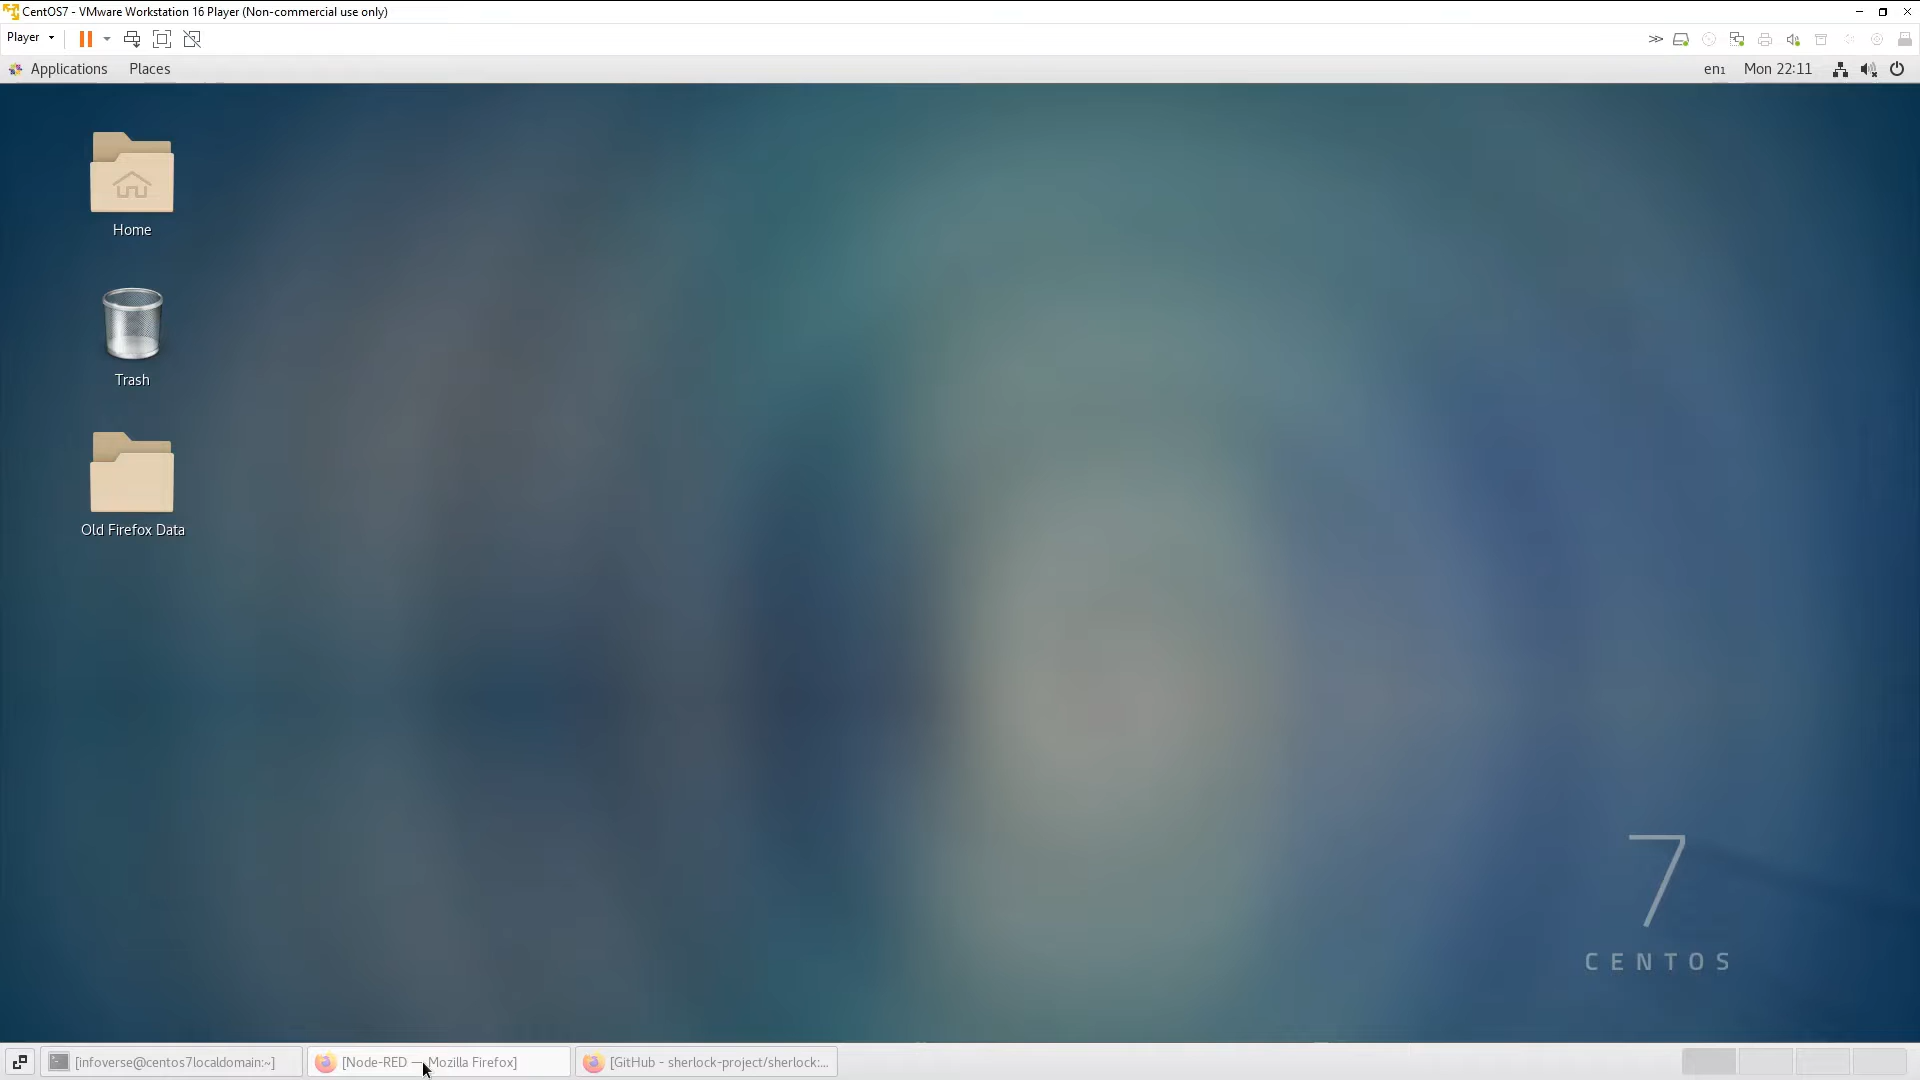 CentOS7 - VMware Workstation 16 Player (Non-commercial use only)
Player
Applications Places en1 Mon 22:11
Home
Trash
Old Firefox Data
7
CENTOS
[infoverse@centos7localdomain:~] [Node-RED — Mozilla Firefox] [GitHub - sherlock-project/sherlock:...